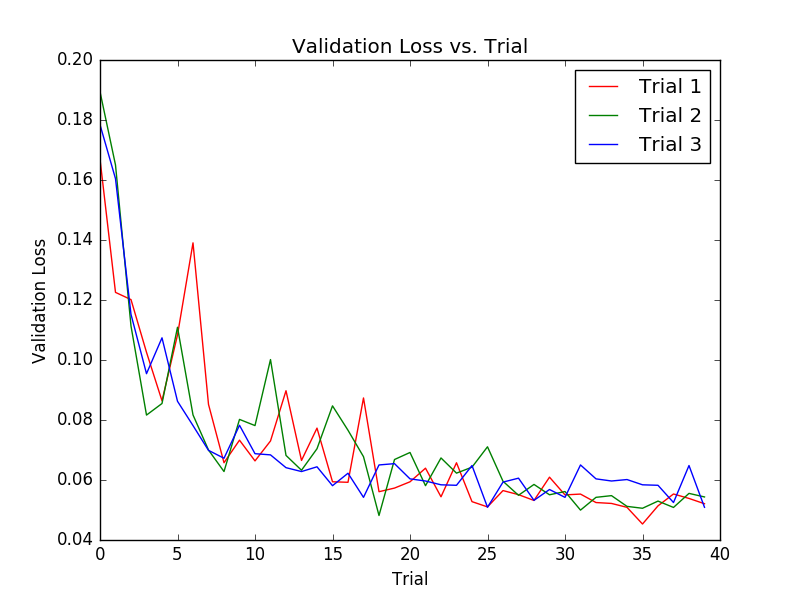 Validation Loss vs. Trial
Trial 1
Trial 2
Trial 3
Validation Loss
0.20
0.18
0.16
0.14
0.12
0.10
0.08
0.06
0.04
0 5 10 15 20 25 30 35 40
Trial